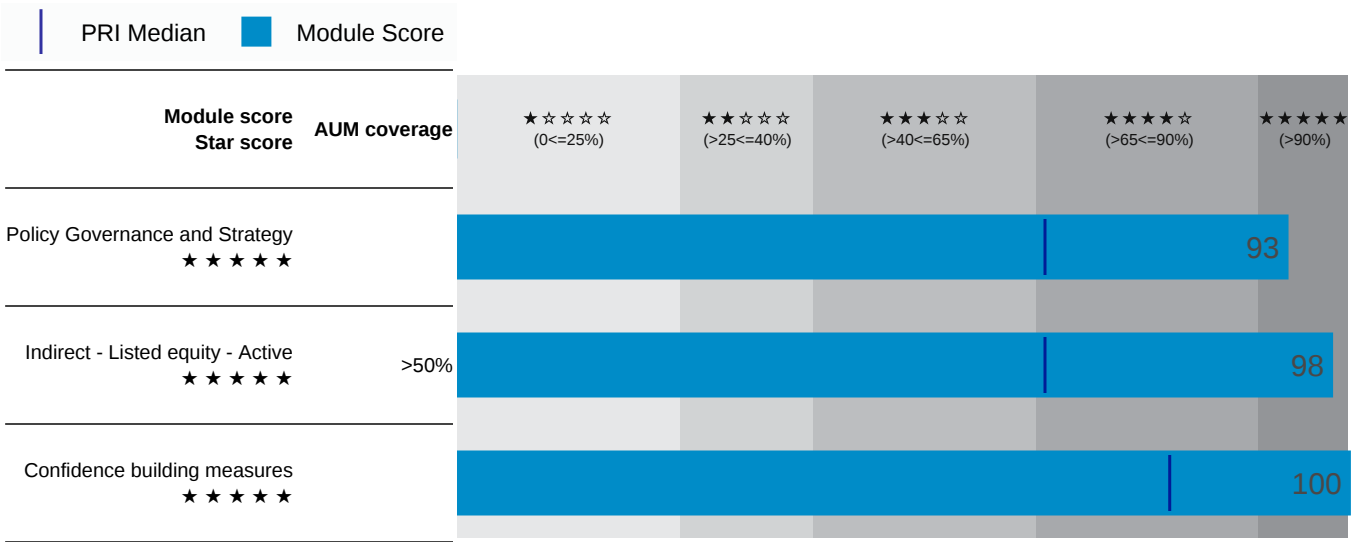 PRI Median Module Score
Module score
Star score
AUM coverage
★☆☆☆☆
(0<=25%)
★★☆☆☆
(>25<=40%)
★★★☆☆
(>40<=65%)
★★★★☆
(>65<=90%)
★★★★★
(>90%)
Policy Governance and Strategy
★★★★★
93
Indirect - Listed equity - Active
★★★★★
>50%
98
Confidence building measures
★★★★★
100